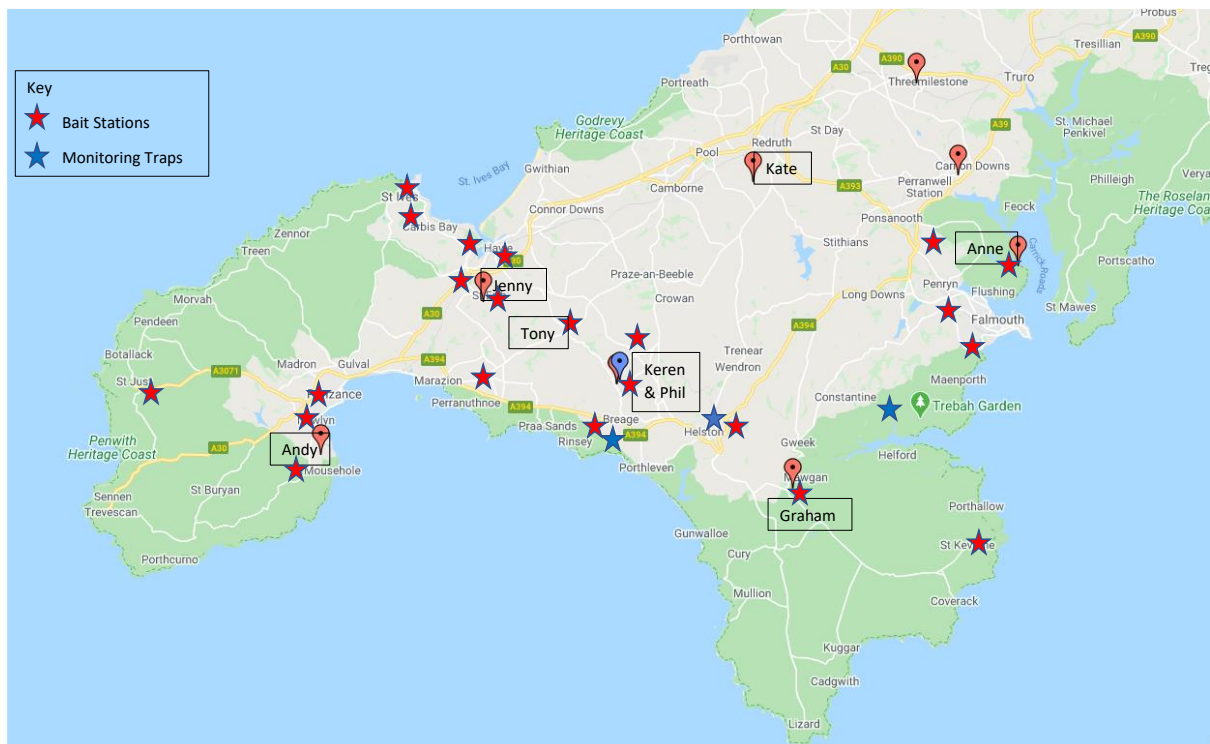 Key
Bait Stations
Monitoring Traps
Probus
A390
Tresillian
Porthtowan
A390
A30
Threemilestone
Truro
Portreath
A39
Godrevy
Heritage Coast
St Day
Redruth
Pool
St. Michael
Penkivel
Kate
Carnon Downs
St. Ives Bay
Gwithian
Camborne
A393
Perranwell
Station
Philleigh
The Roseland
Heritage Coast
St Ives
Carbis Bay
Connor Downs
Ponsanooth
Feock
Zennor
Treen
Hayle
A30
Stithians
Anne
Carrick Roads
Portscatho
Praze-an-Beeble
Morvah
Jenny
Crowan
Long Downs
Penryn
Flushing
St Mawes
Pendeen
A30
Tony
A394
Falmouth
Botallack
Madron
Gulval
A394
Trenear
Wendron
St Just
A3071
Marazion
Keren
& Phil
Maenporth
Penzance
Perranuthnoe
Constantine
Trebah Garden
Newlyn
A394
Praa Sands
Breage
Rinsey
A394
Helston
Penwith
Heritage Coast
A30
Andy
Mousehole
Gweek
Helford
Porthleven
Mawgan
St Buryan
Sennen
Trevescan
Graham
Porthallow
Gunwalloe
St Keverne
Porthcurno
Cury
Mullion
Coverack
Kuggar
Cadgwith
Lizard